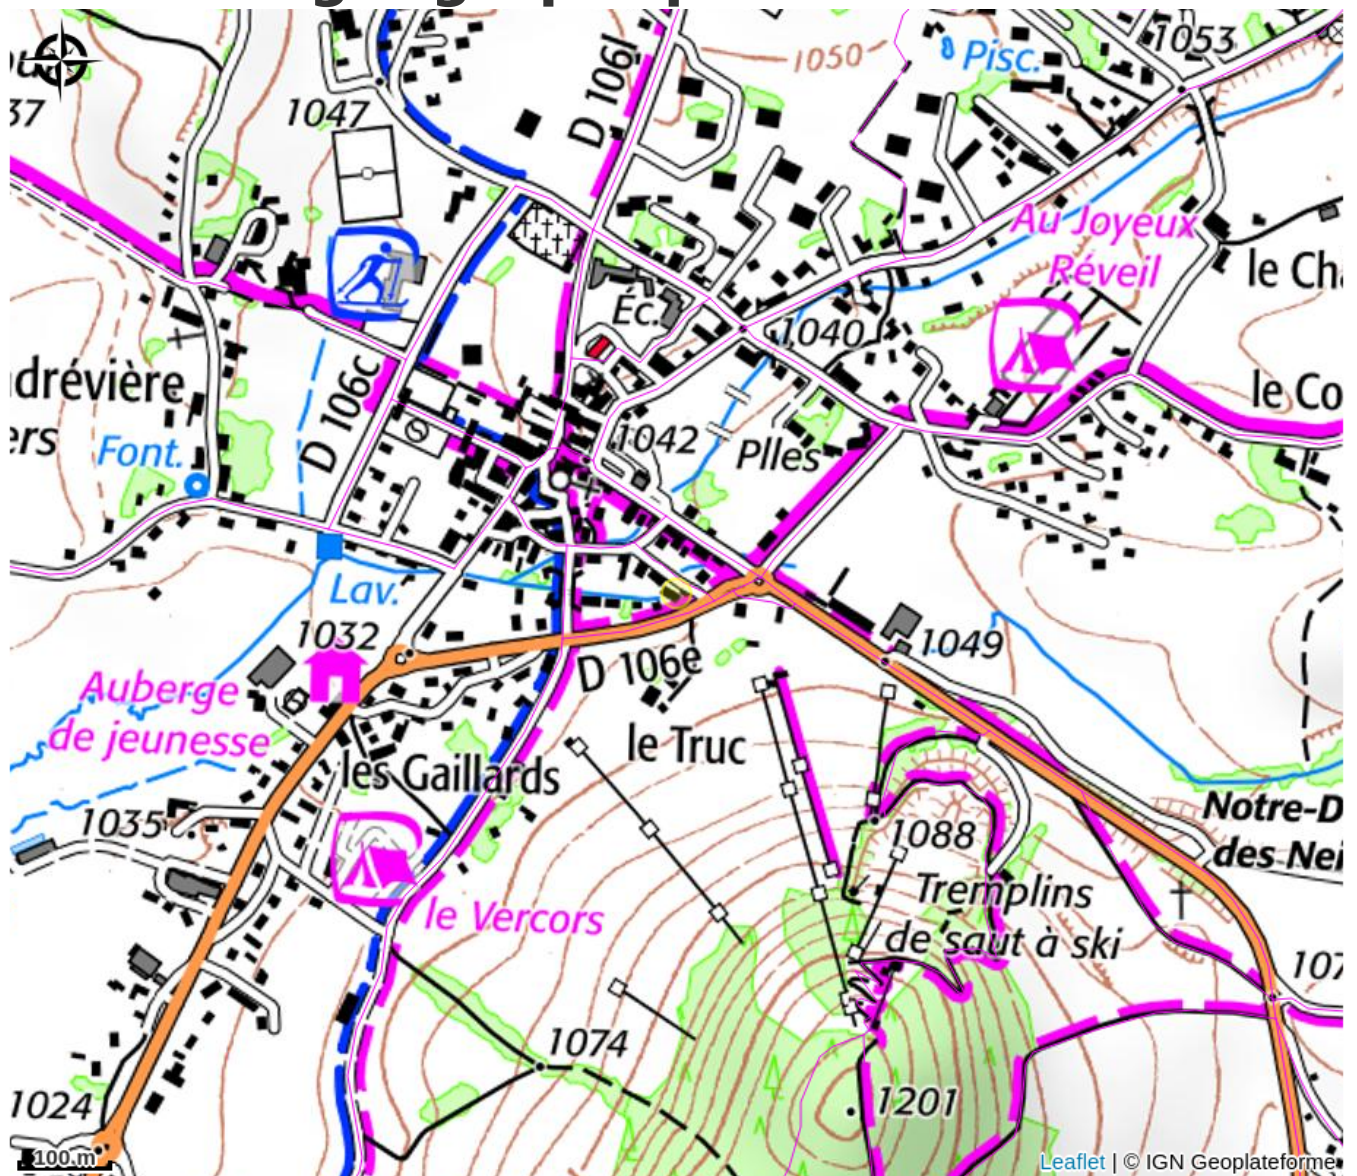 1050
Pisc.
1053
D 106l
37
1047
Au Joyeux
Réveil
le Ch
Éc.
1040
drévière
D 106c
le Co
ers
Font.
1042
Plles
Lav.
1032
1049
D 106e
Auberge
de jeunesse
le Truc
les Gaillards
Notre-D
des Nei
1035
1088
Tremplins
de saut à ski
le Vercors
107
1074
1024
1201
100 m
Leaflet | © IGN Geoplateforme